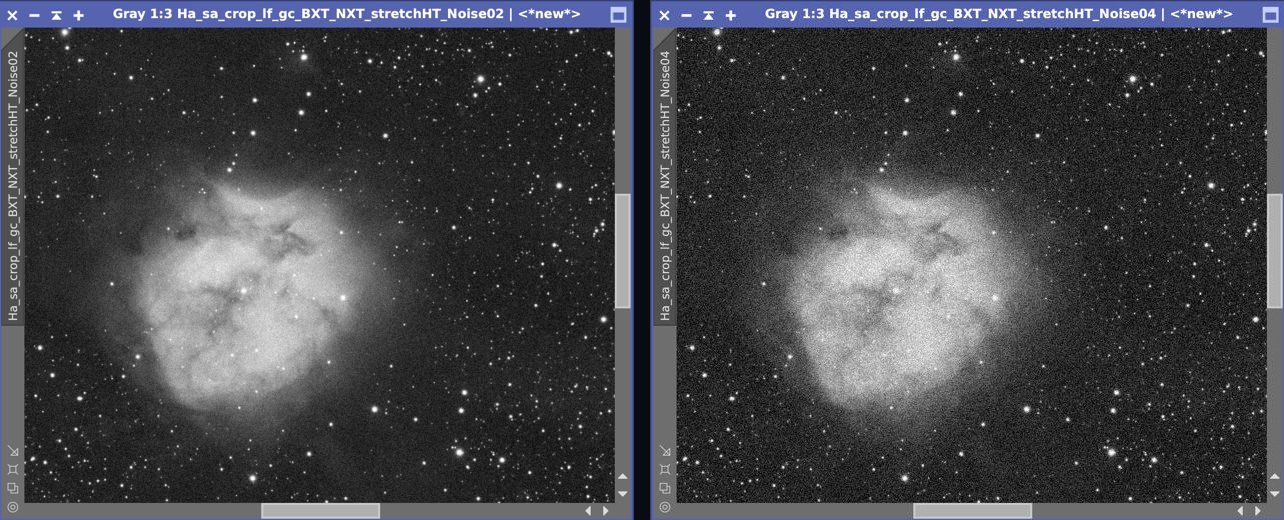 Gray 1:3 Ha_sa_crop_lf_gc_BXT_NXT_stretchHT_Noise02 | <*new*>
Ha_sa_crop_lf_gc_BXT_NXT_stretchHT_Noise02
Gray 1:3 Ha_sa_crop_lf_gc_BXT_NXT_stretchHT_Noise04 | <*new*>
Ha_sa_crop_lf_gc_BXT_NXT_stretchHT_Noise04